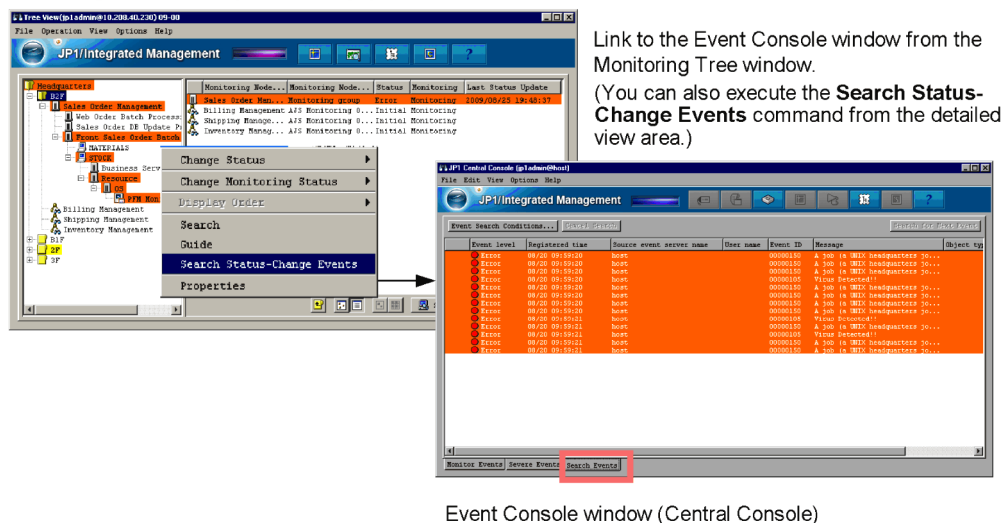 Tree View(jp1admin@10.208.40.230) 09-00
File Operation View Options Help
JP1/Integrated Management
Headquarters
B2F
Sales Order Management
Web Order Batch Process:
Sales Order DB Update P
Front Sales Order Batch
MATERIALS
STOCK
Business Serv
Resource
OS
PFM Mon
Billing Management
Shipping Management
Inventory Management
B1F
2F
3F
Monitoring Node... Monitoring Node... Status Monitoring Last Status Update
Sales Order Man... Monitoring group Error Monitoring 2009/08/25 19:45:37
Billing Management AJS Monitoring O... Initial Monitoring
Shipping Manage... AJS Monitoring O... Initial Monitoring
Inventory Manag... AJS Monitoring O... Initial Monitoring
Change Status
Change Monitoring Status
Display Order
Search
Guide
Search Status-Change Events
Properties
Link to the Event Console window from the
Monitoring Tree window.
(You can also execute the Search Status-
Change Events command from the detailed
view area.)
JP1 Central Console (jp1admin@host)
File Edit View Options Help
JP1/Integrated Management
Event Search Conditions... Cancel Search Search for Next Event
Event level Registered time Source event server name User name Event ID Message Object typ
Error 08/20 09:59:20 host 00000150 A job (a UNIX headquarters jo...
Error 08/20 09:59:20 host 00000150 A job (a UNIX headquarters jo...
Error 08/20 09:59:20 host 00000105 Virus Detected!!
Error 08/20 09:59:20 host 00000150 A job (a UNIX headquarters jo...
Error 08/20 09:59:20 host 00000150 A job (a UNIX headquarters jo...
Error 08/20 09:59:20 host 00000150 A job (a UNIX headquarters jo...
Error 08/20 09:59:20 host 00000150 A job (a UNIX headquarters jo...
Error 08/20 09:59:21 host 00000105 Virus Detected!!
Error 08/20 09:59:21 host 00000150 A job (a UNIX headquarters jo...
Error 08/20 09:59:21 host 00000105 Virus Detected!!
Error 08/20 09:59:21 host 00000150 A job (a UNIX headquarters jo...
Error 08/20 09:59:21 host 00000150 A job (a UNIX headquarters jo...
Monitor Events Severe Events Search Events
Event Console window (Central Console)